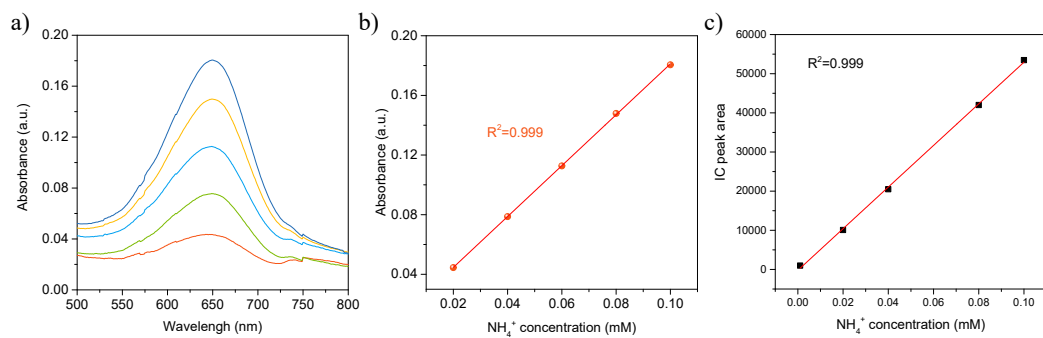 a)
0.20
0.16
0.12
0.08
0.04
0.00
Absorbance (a.u.)
500 550 600 650 700 750 800
Wavelengh (nm)
b)
0.20
0.16
0.12
0.08
0.04
Absorbance (a.u.)
R²=0.999
0.02 0.04 0.06 0.08 0.10
NH₄⁺ concentration (mM)
c)
60000
50000
40000
30000
20000
10000
0
IC peak area
R²=0.999
0.00 0.02 0.04 0.06 0.08 0.10
NH₄⁺ concentration (mM)